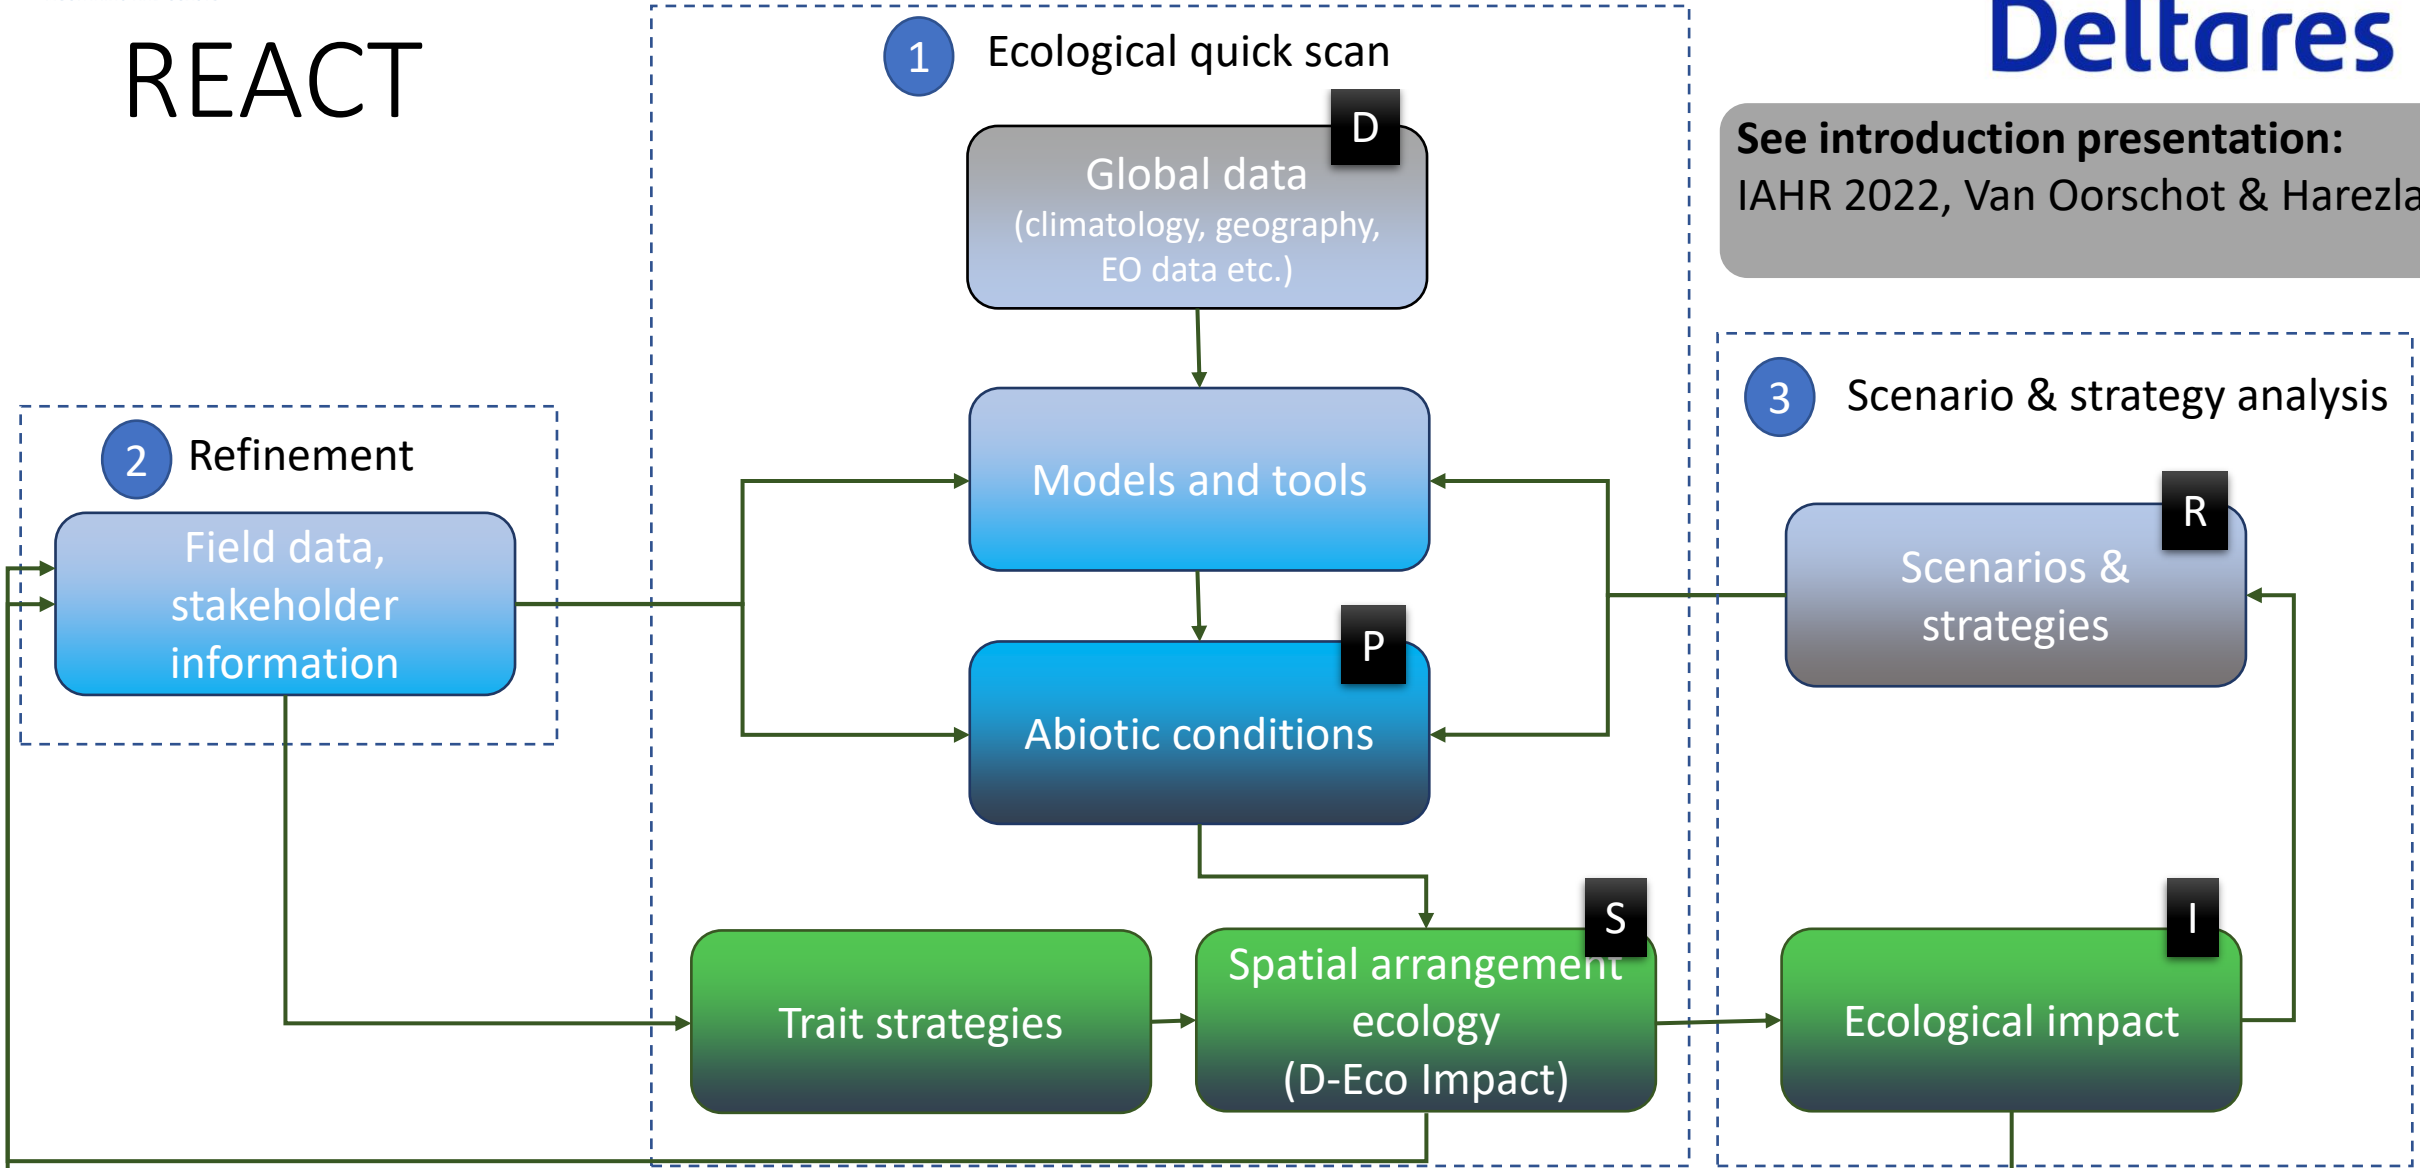 REACT
1
Ecological quick scan
Deltares
See introduction presentation:
IAHR 2022, Van Oorschot &
D
Global data
(climatology, geography,
EO data etc.)
2
Refinement
Field data,
stakeholder
information
Models and tools
3
Scenario & strategy analysis
R
Scenarios &
strategies
P
Abiotic conditions
Trait strategies
S
Spatial arrangement
ecology
(D-Eco Impact)
I
Ecological impact